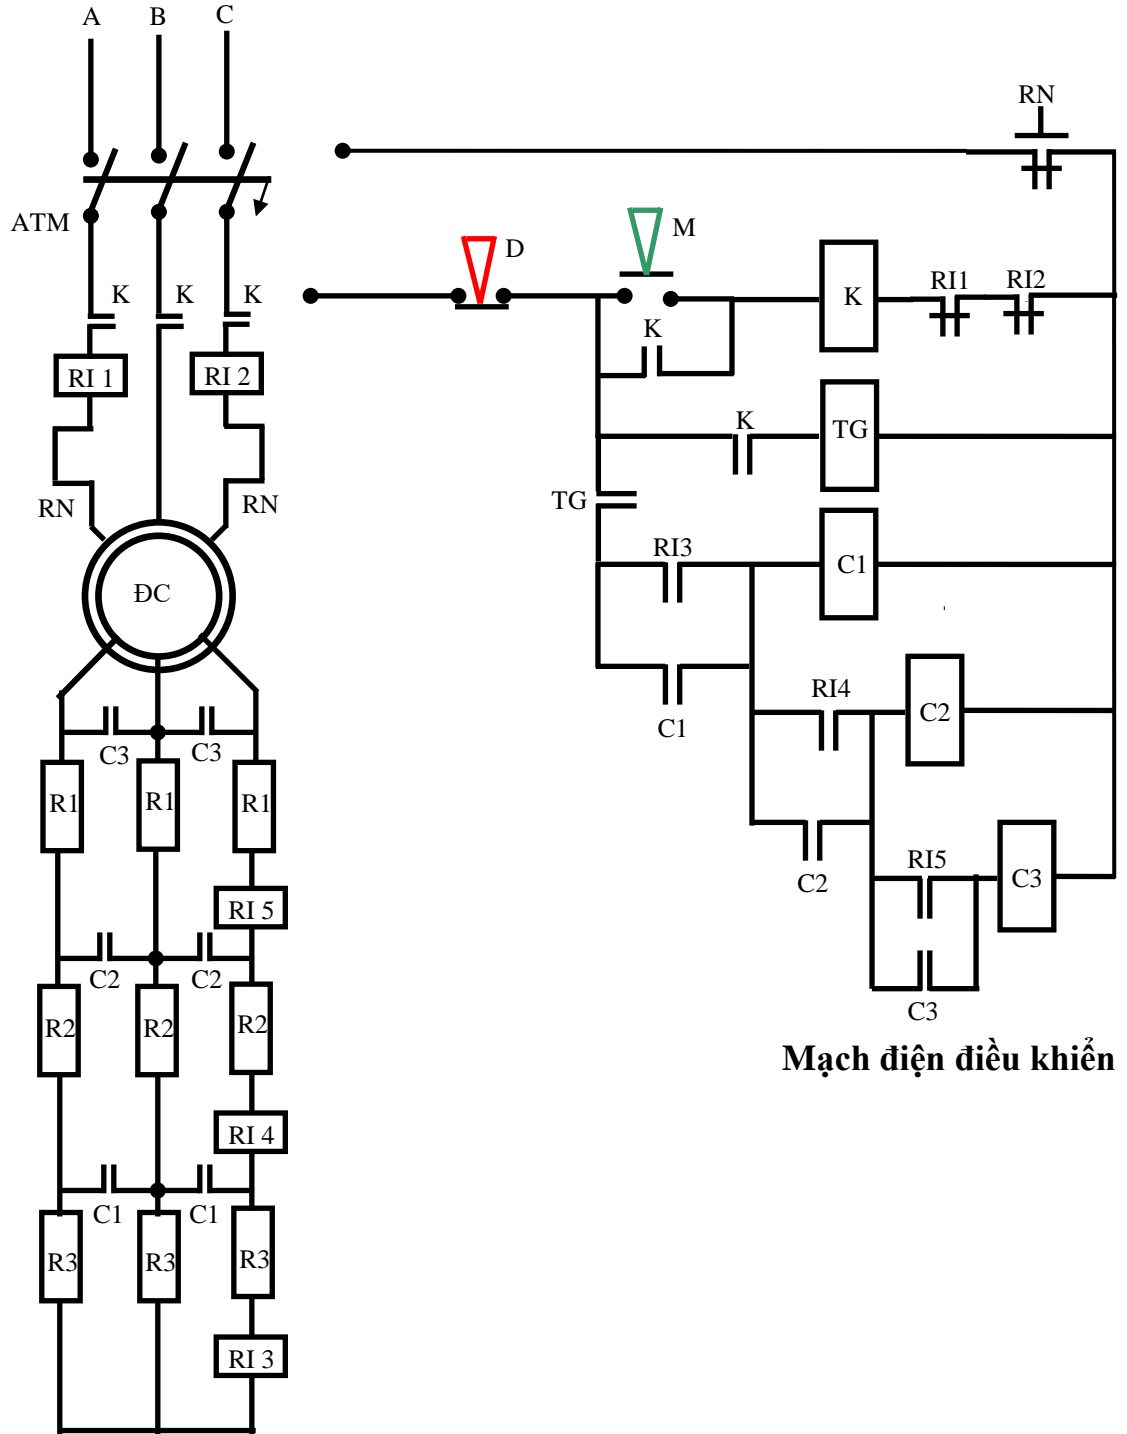 A
B
C
RN
ATM
D
M
K
K
K
K
RI1
RI2
K
RI 1
RI 2
K
TG
RN
RN
TG
RI3
C1
ĐC
RI4
C2
C1
C3
C3
R1
R1
R1
C2
RI5
C3
RI 5
C2
C2
C3
R2
R2
R2
Mạch điện điều khiển
RI 4
C1
C1
R3
R3
R3
RI 3